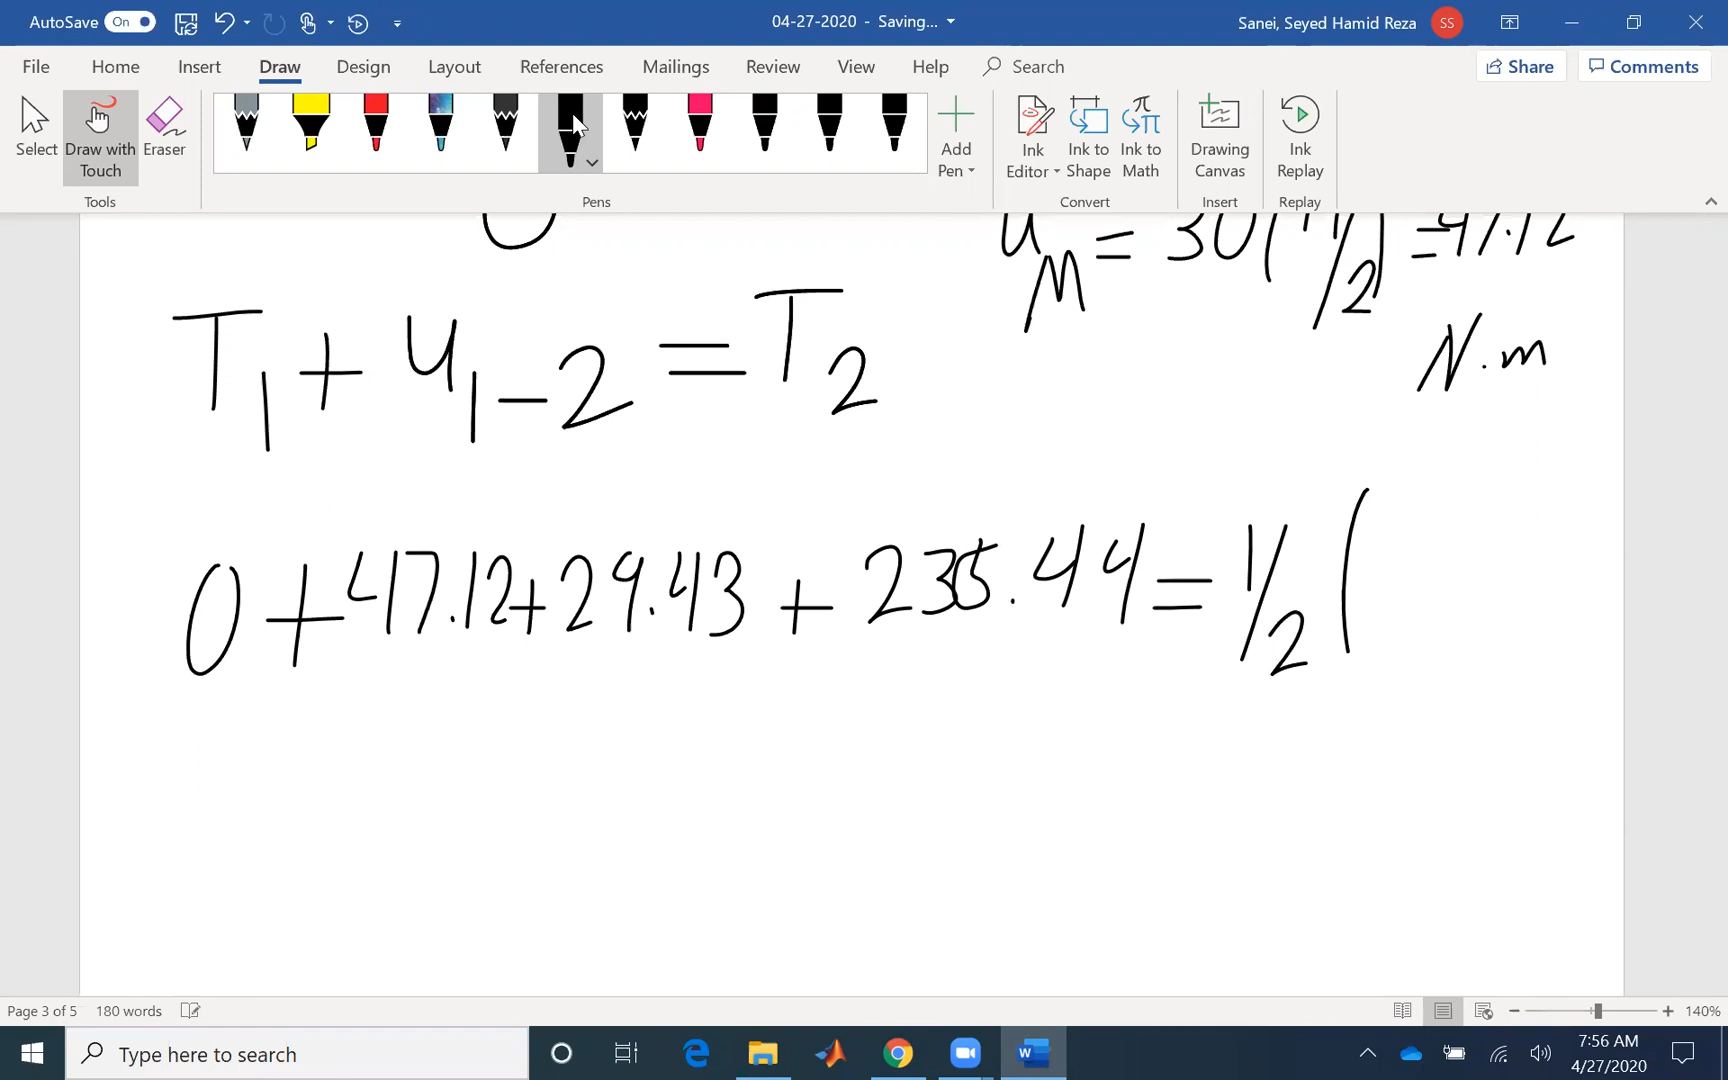 AutoSave On 04-27-2020 - Saving... Sanei, Seyed Hamid Reza SS
File Home Insert Draw Design Layout References Mailings Review View Help Search Share Comments
Select Draw with Touch Eraser Add Pen Ink Editor Ink to Shape Ink to Math Drawing Canvas Ink Replay
Tools Pens Convert Insert Replay
U_M = 30(π/2) = 47.12
N.m
T_1 + U_1-2 = T_2
0 + 47.12 + 29.43 + 235.44 = 1/2 (
Page 3 of 5 180 words 140%
Type here to search 7:56 AM
4/27/2020